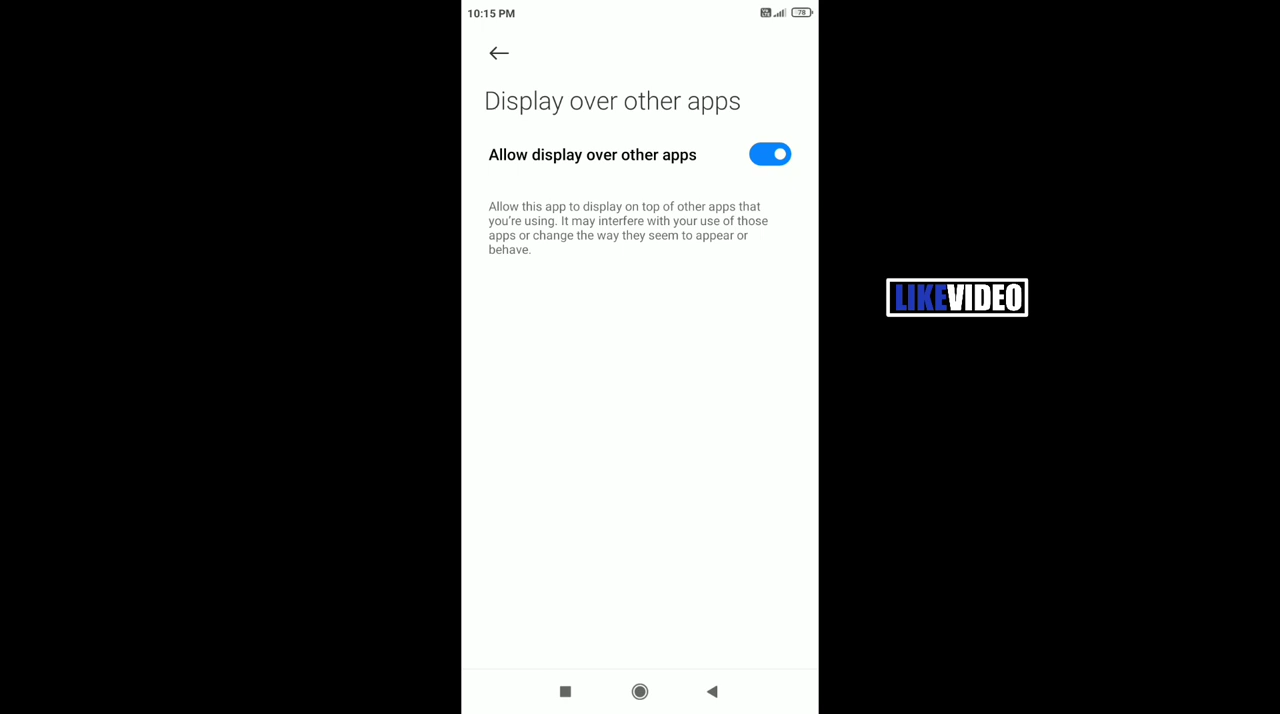 10:15 PM
78
Display over other apps
Allow display over other apps
Allow this app to display on top of other apps that
you're using. It may interfere with your use of those
apps or change the way they seem to appear or
behave.
LIKEVIDEO